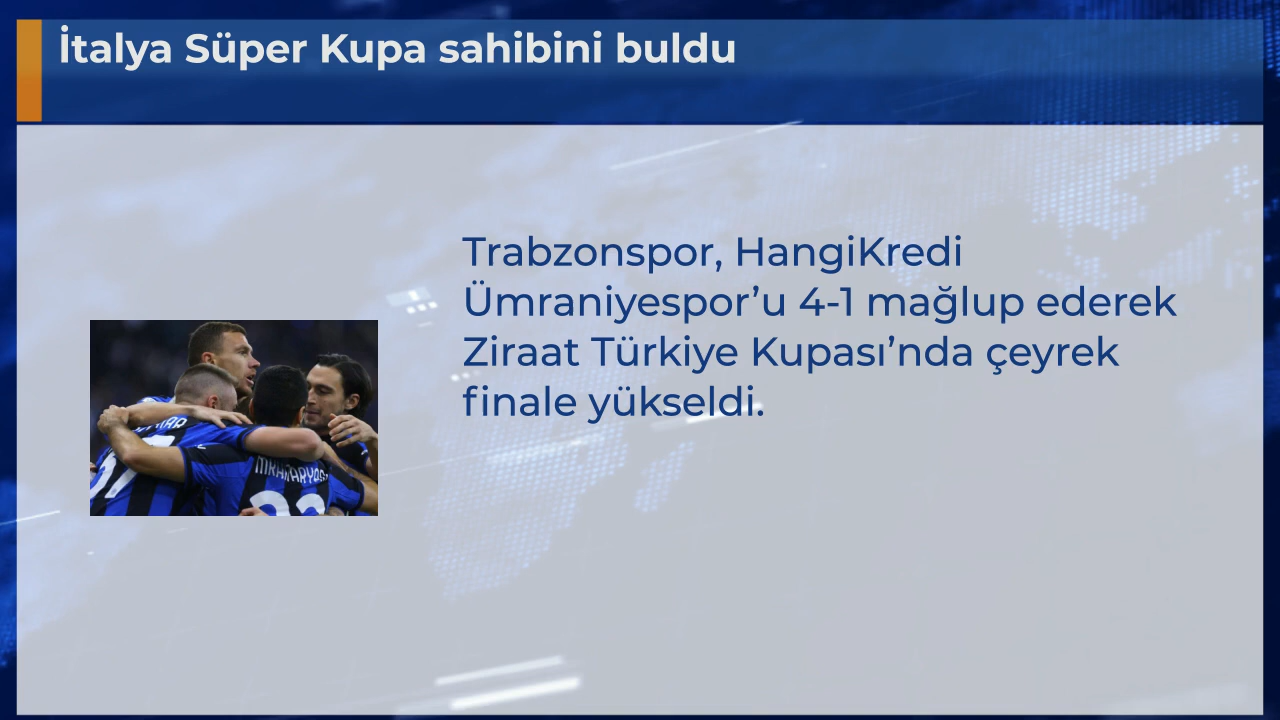 İtalya Süper Kupa sahibini buldu
Trabzonspor, HangiKredi
Ümraniyespor’u 4-1 mağlup ederek
Ziraat Türkiye Kupası’nda çeyrek
finale yükseldi.